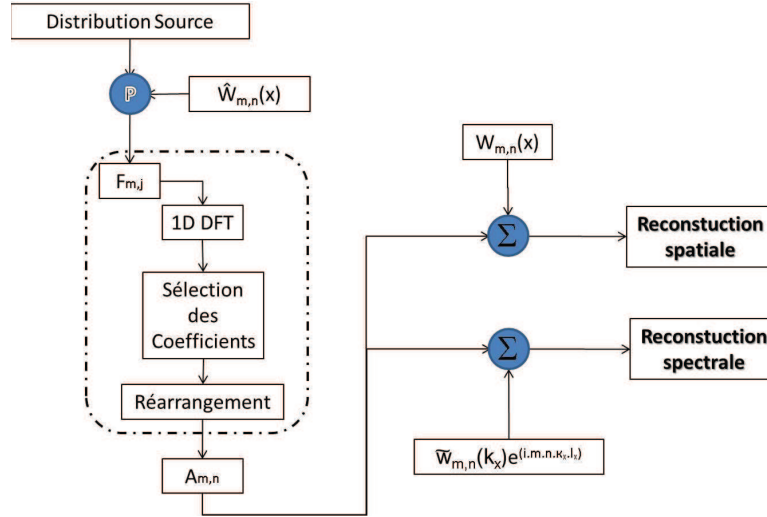 Distribution Source
ℙ
Ŵm,n(x)
Fm,j
1D DFT
Sélection
des
Coefficients
Réarrangement
Am,n
Wm,n(x)
Σ
Reconstuction
spatiale
Σ
Reconstuction
spectrale
w̃m,n(kx)e(i.m.n.κx.lx)